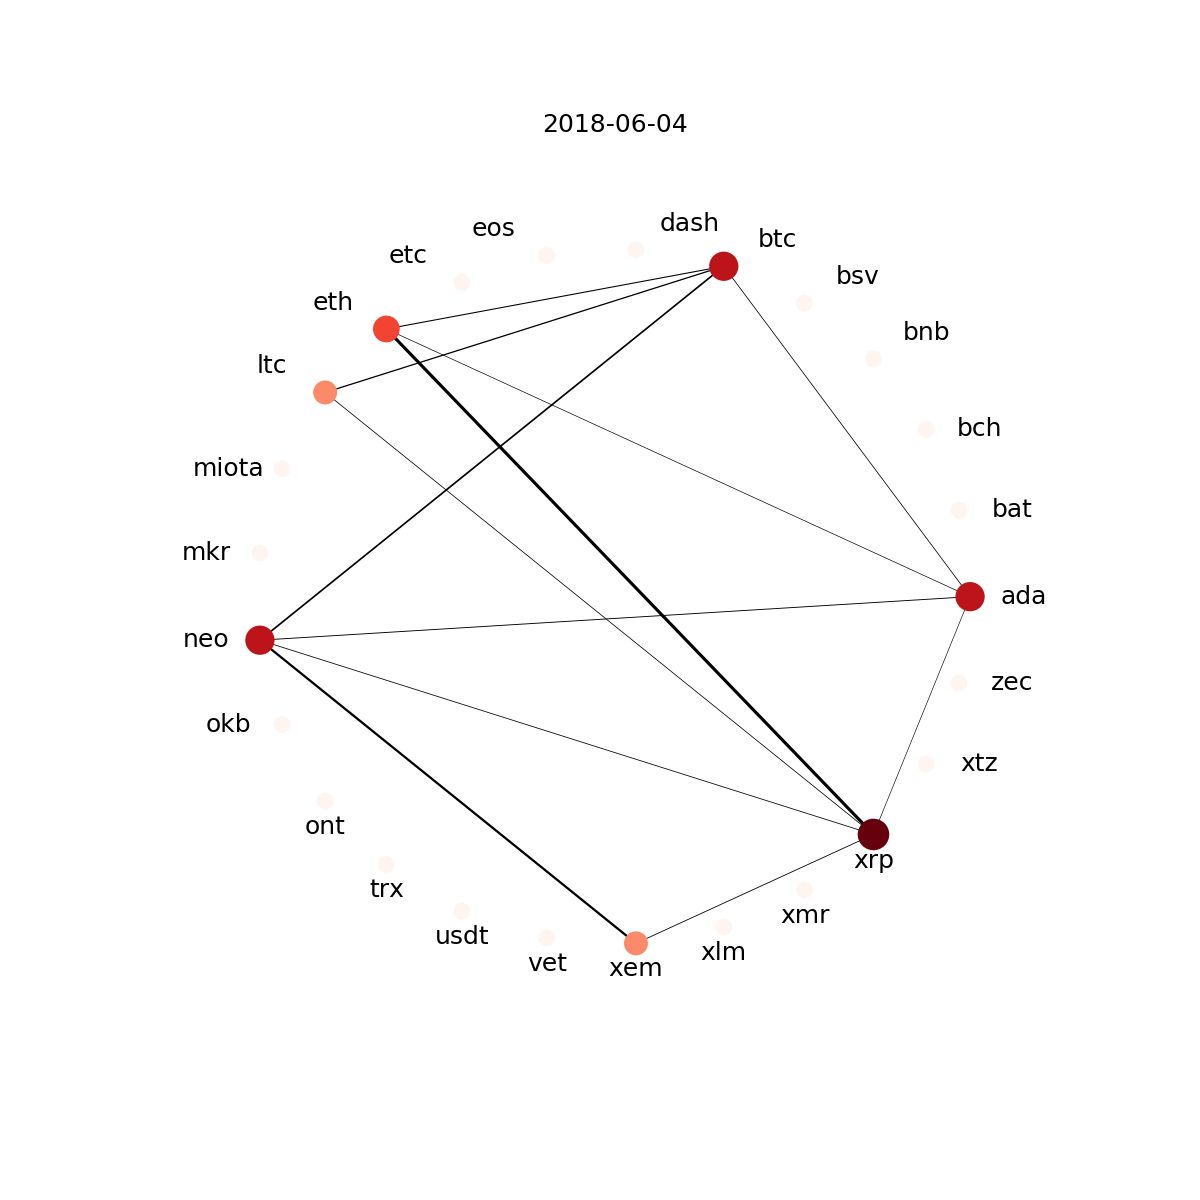 2018-06-04
dash
eos
btc
etc
bsv
eth
bnb
ltc
bch
miota
bat
mkr
ada
neo
zec
okb
xtz
ont
xrp
trx
xmr
usdt
xlm
vet
xem